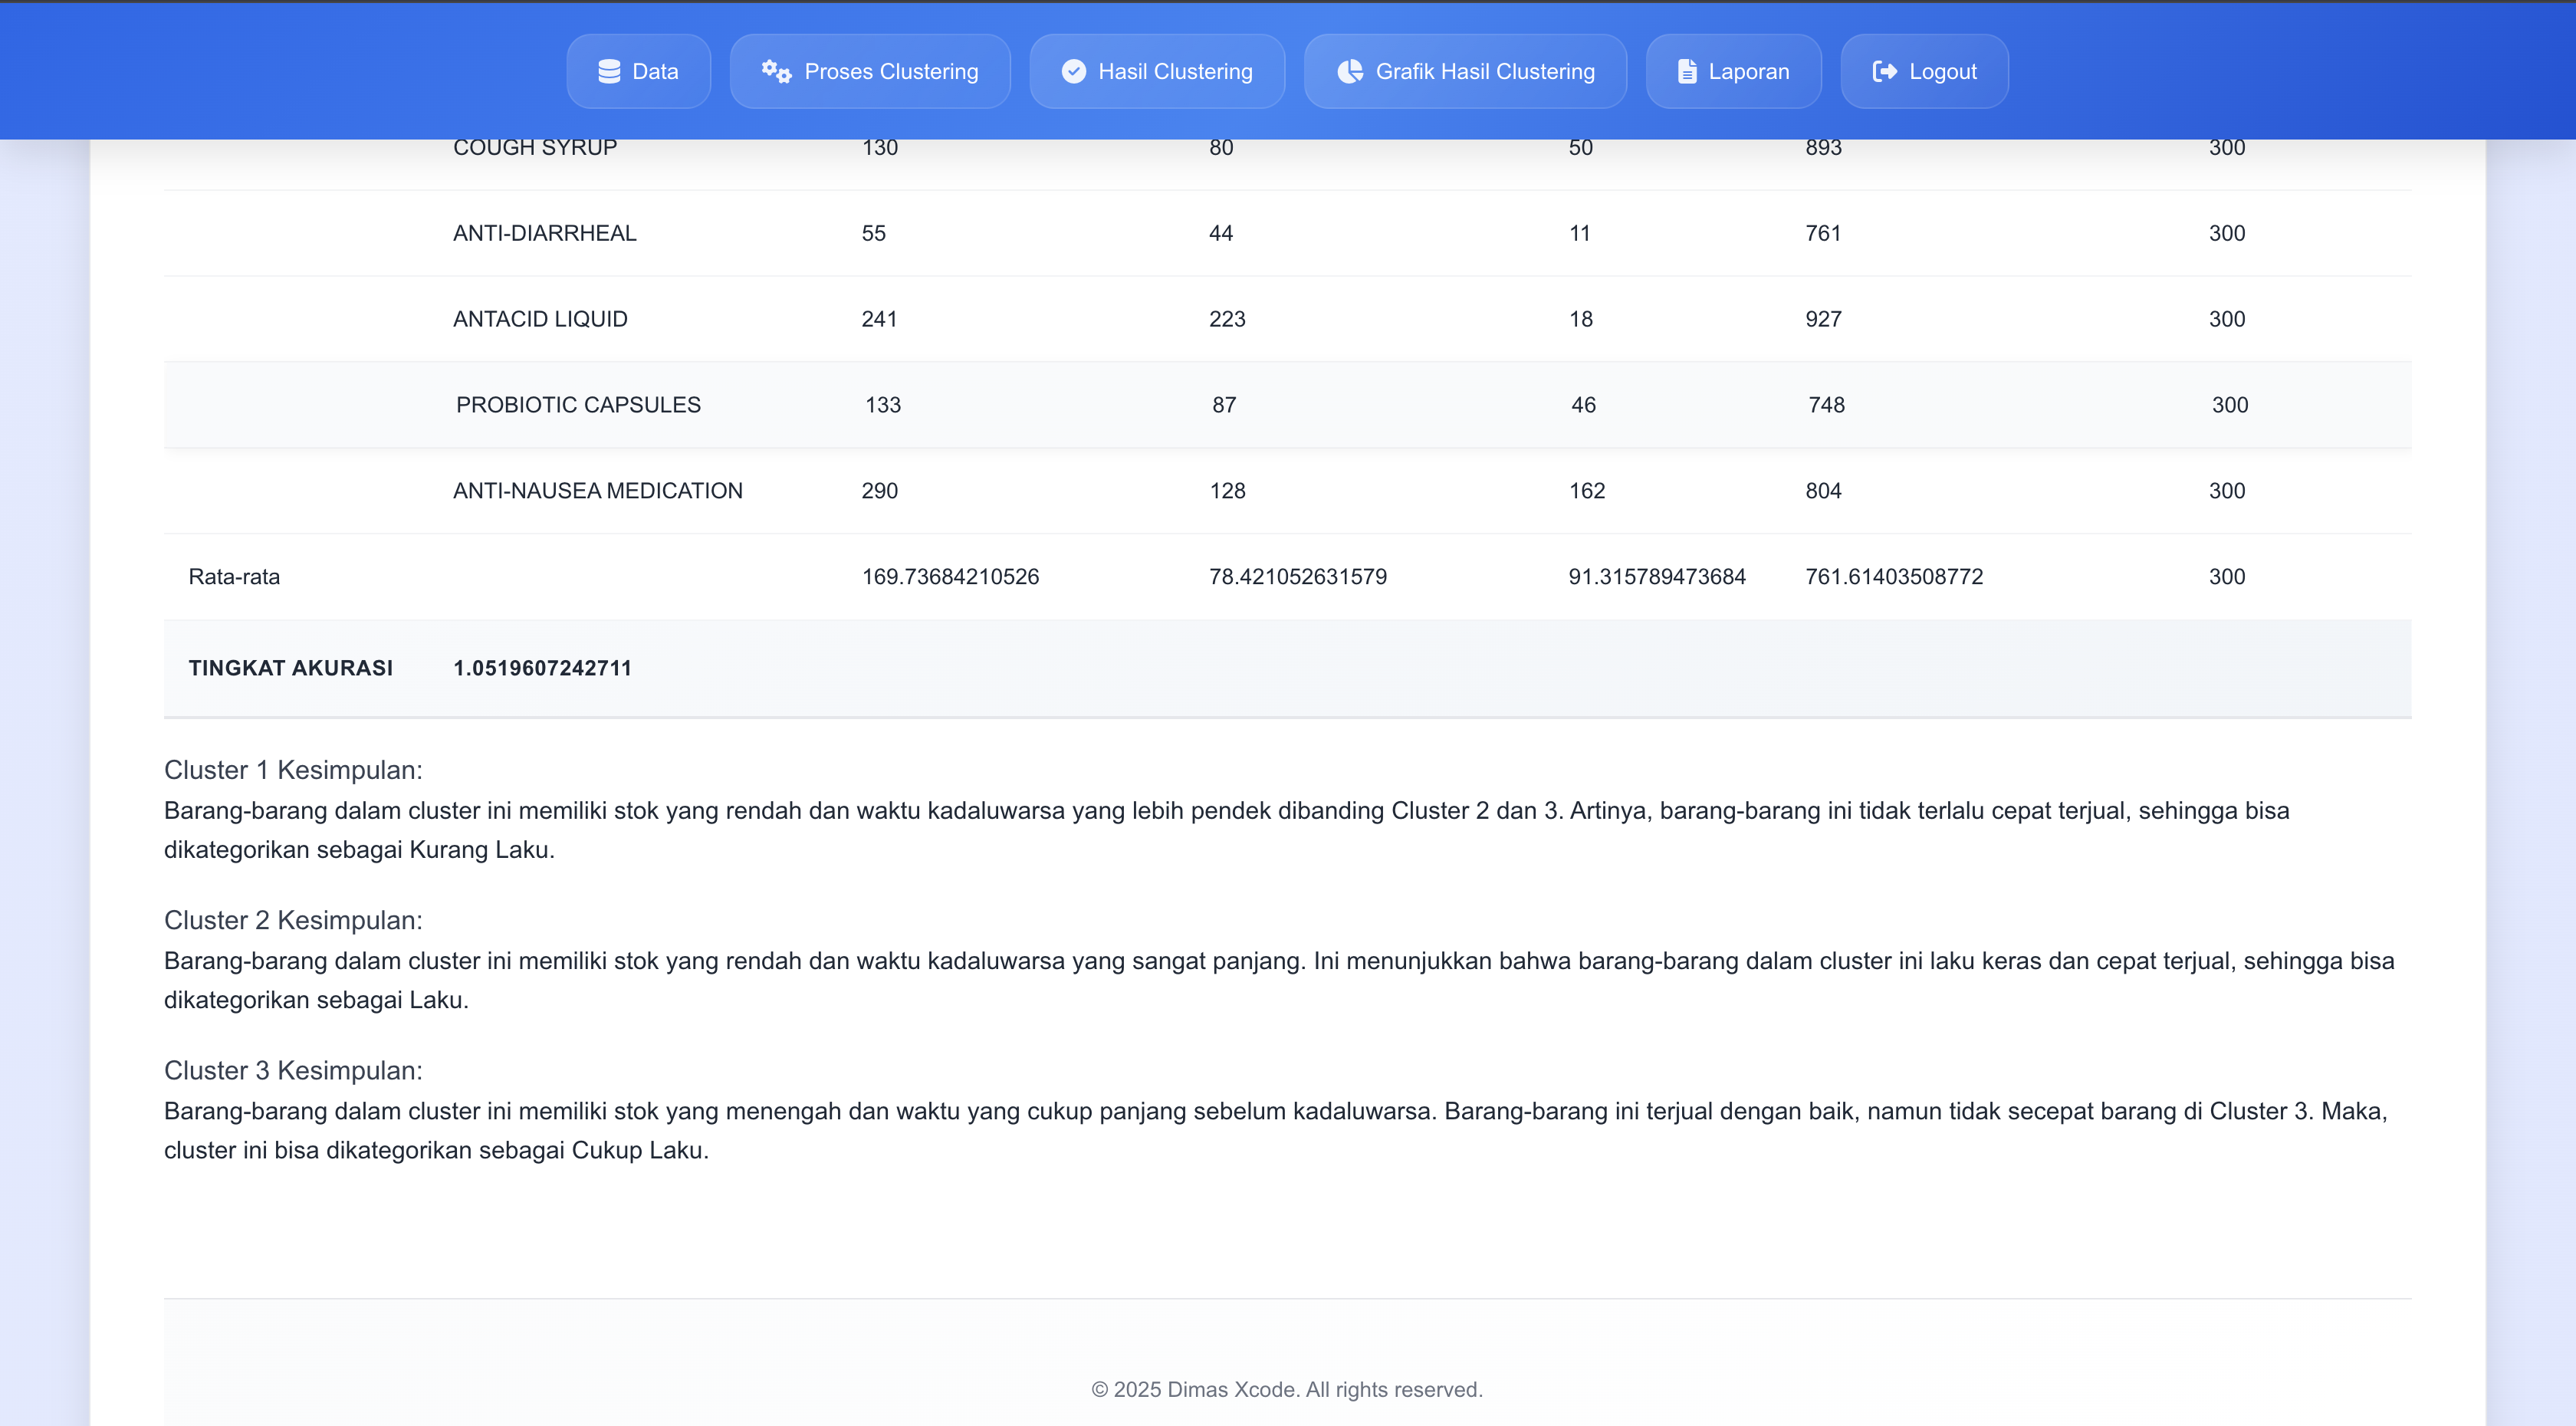 Data Proses Clustering Hasil Clustering Grafik Hasil Clustering Laporan Logout
COUGH SYRUP 130 80 50 893 300
ANTI-DIARRHEAL 55 44 11 761 300
ANTACID LIQUID 241 223 18 927 300
PROBIOTIC CAPSULES 133 87 46 748 300
ANTI-NAUSEA MEDICATION 290 128 162 804 300
Rata-rata 169.73684210526 78.421052631579 91.315789473684 761.61403508772 300
TINGKAT AKURASI 1.0519607242711
Cluster 1 Kesimpulan:
Barang-barang dalam cluster ini memiliki stok yang rendah dan waktu kadaluwarsa yang lebih pendek dibanding Cluster 2 dan 3. Artinya, barang-barang ini tidak terlalu cepat terjual, sehingga bisa
dikategorikan sebagai Kurang Laku.
Cluster 2 Kesimpulan:
Barang-barang dalam cluster ini memiliki stok yang rendah dan waktu kadaluwarsa yang sangat panjang. Ini menunjukkan bahwa barang-barang dalam cluster ini laku keras dan cepat terjual, sehingga bisa
dikategorikan sebagai Laku.
Cluster 3 Kesimpulan:
Barang-barang dalam cluster ini memiliki stok yang menengah dan waktu yang cukup panjang sebelum kadaluwarsa. Barang-barang ini terjual dengan baik, namun tidak secepat barang di Cluster 3. Maka,
cluster ini bisa dikategorikan sebagai Cukup Laku.
© 2025 Dimas Xcode. All rights reserved.